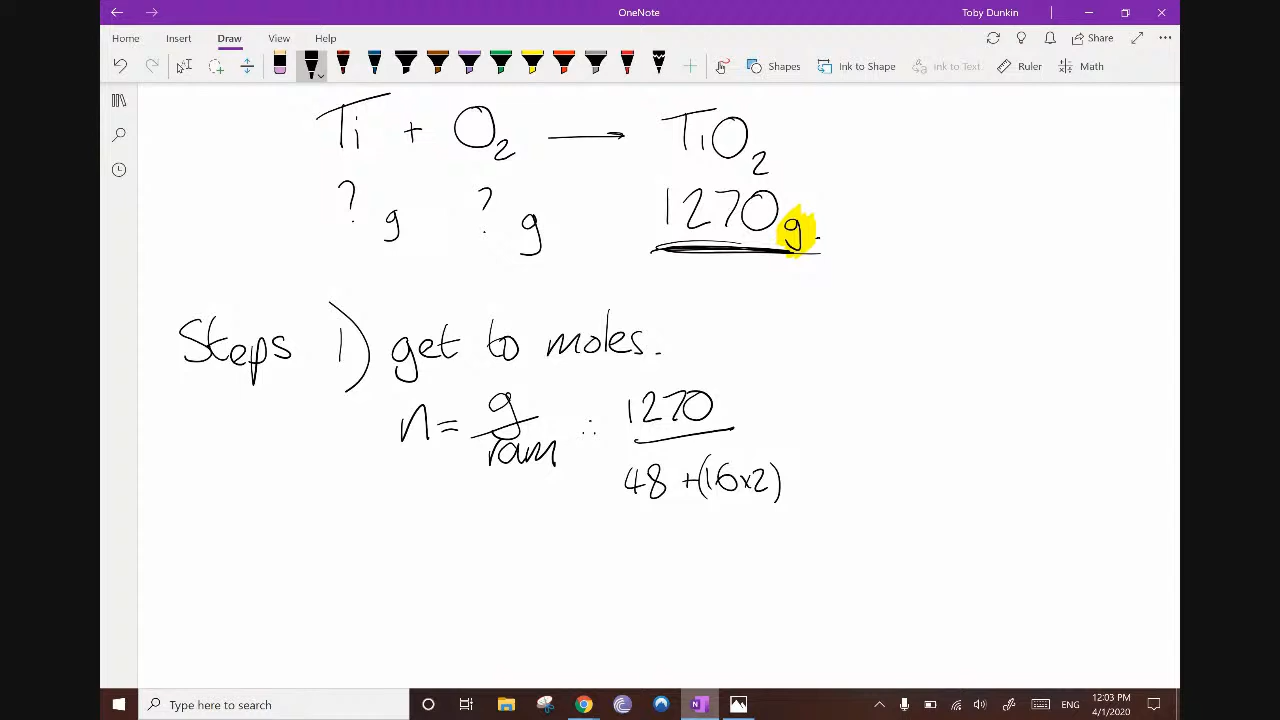 OneNote
Toby Dunkin
Home Insert Draw View Help
Share
Shapes Ink to Shape Ink to Text Ruler Math
Ti + O2 → TiO2
? g ? g 1270g.
Steps 1) get to moles.
n = g/ram ∴ 1270
48 + (16x2)
Type here to search
ENG
12:03 PM
4/1/2020